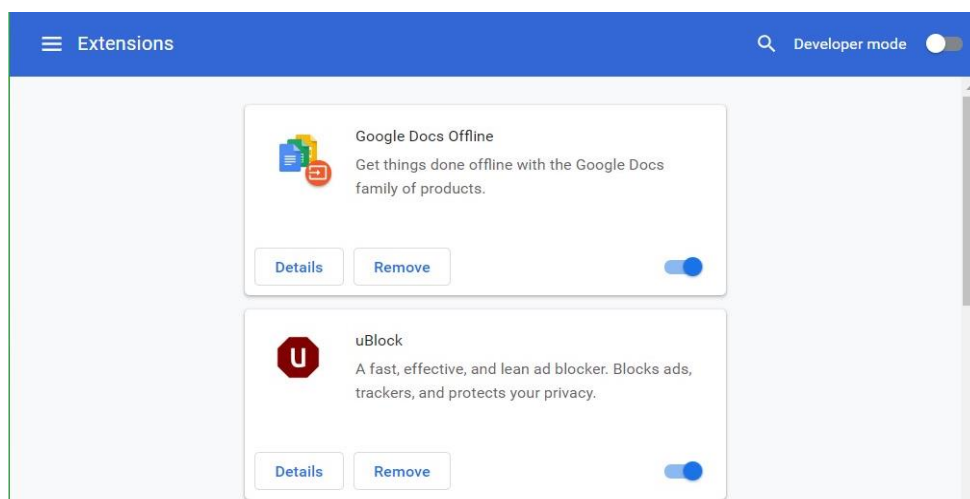 Extensions
Developer mode
Google Docs Offline
Get things done offline with the Google Docs
family of products.
Details
Remove
u
uBlock
A fast, effective, and lean ad blocker. Blocks ads,
trackers, and protects your privacy.
Details
Remove